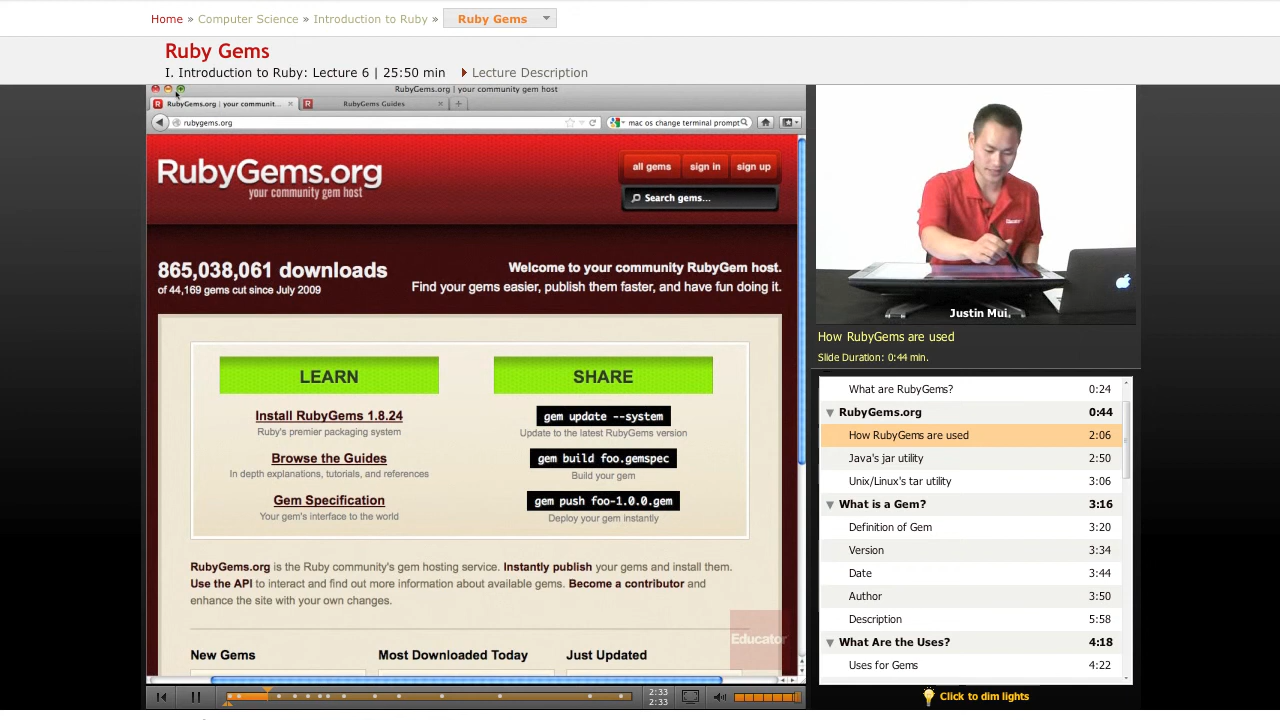 Home » Computer Science » Introduction to Ruby » Ruby Gems
Ruby Gems
I. Introduction to Ruby: Lecture 6 | 25:50 min Lecture Description
RubyGems.org | your community gem host
RubyGems.org | your communit... RubyGems Guides
rubygems.org mac os change terminal prompt
RubyGems.org
your community gem host
all gems sign in sign up
Search gems...
865,038,061 downloads
of 44,169 gems cut since July 2009
Welcome to your community RubyGem host.
Find your gems easier, publish them faster, and have fun doing it.
LEARN
Install RubyGems 1.8.24
Ruby's premier packaging system
Browse the Guides
In depth explanations, tutorials, and references
Gem Specification
Your gem's interface to the world
SHARE
gem update --system
Update to the latest RubyGems version
gem build foo.gemspec
Build your gem
gem push foo-1.0.0.gem
Deploy your gem instantly
RubyGems.org is the Ruby community's gem hosting service. Instantly publish your gems and install them.
Use the API to interact and find out more information about available gems. Become a contributor and
enhance the site with your own changes.
Educator
New Gems Most Downloaded Today Just Updated
2:33
2:33
Justin Mui
How RubyGems are used
Slide Duration: 0:44 min.
What are RubyGems? 0:24
RubyGems.org 0:44
How RubyGems are used 2:06
Java's jar utility 2:50
Unix/Linux's tar utility 3:06
What is a Gem? 3:16
Definition of Gem 3:20
Version 3:34
Date 3:44
Author 3:50
Description 5:58
What Are the Uses? 4:18
Uses for Gems 4:22
Click to dim lights